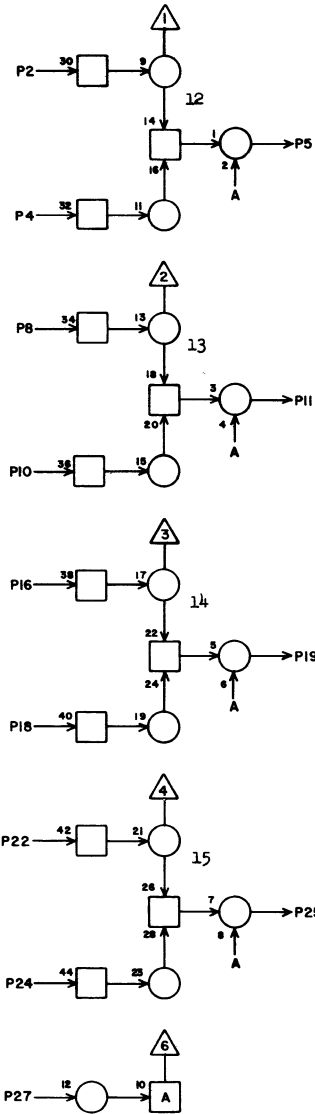 1
P2 30 9
12
14 1 P5
16 2
P4 32 11 A
2
P8 34 13
13
18 3 P11
20 4
P10 36 15 A
3
P16 38 17
14
22 5 P19
24 6
P18 40 19 A
4
P22 42 21
15
26 7 P25
28 8
P24 44 23 A
6
P27 12 10 A